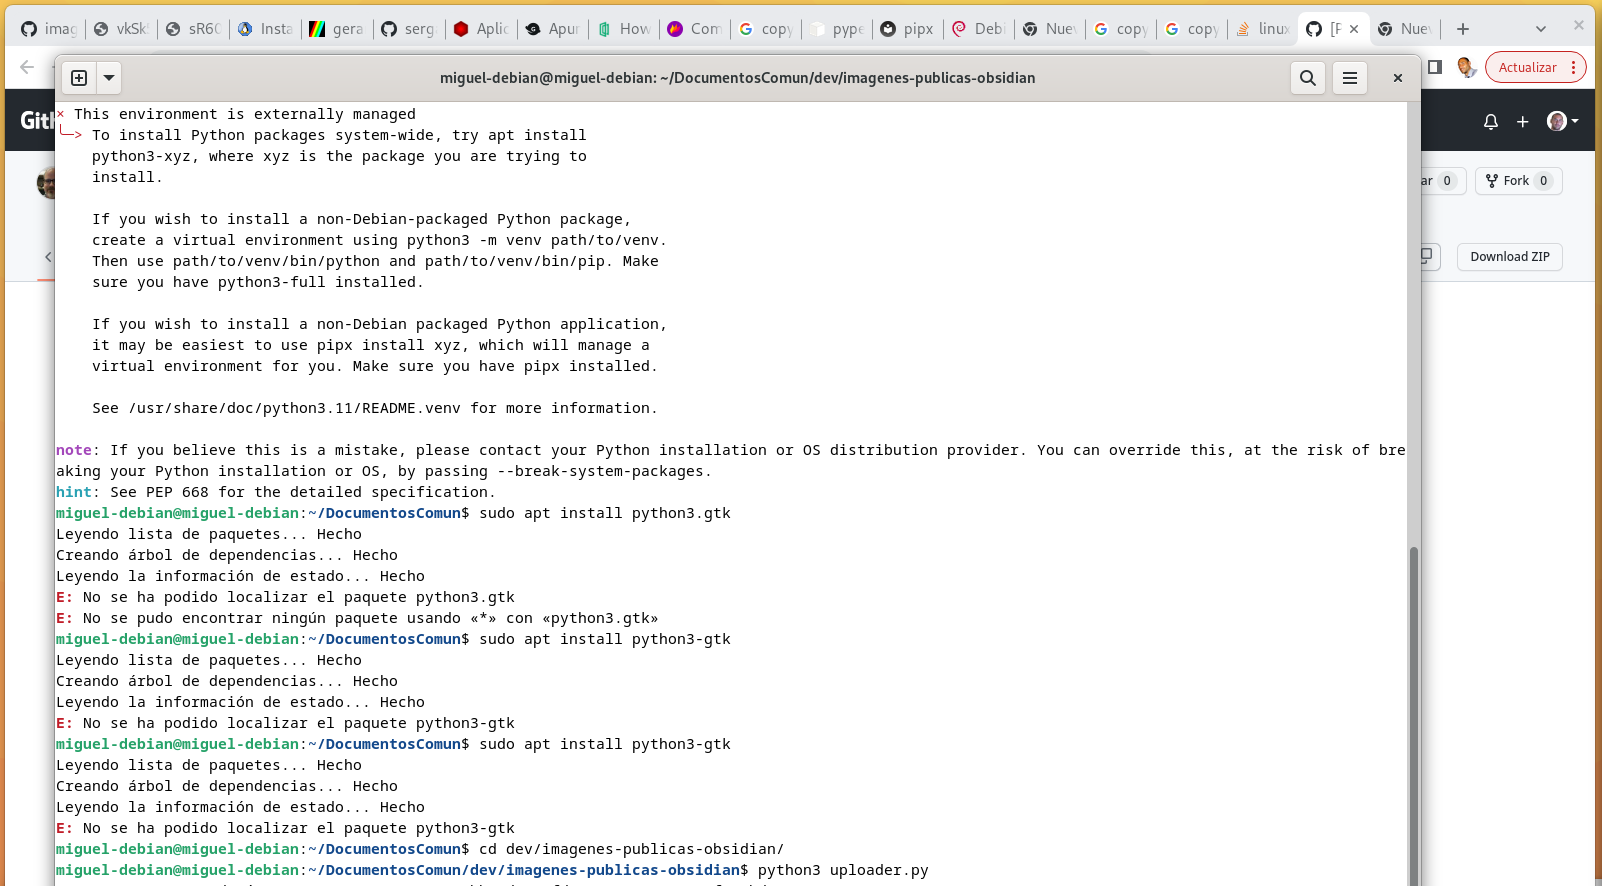 imag
vkSk
sR6
Insta
gera
serg
Aplic
Apur
How
Com
copy
pype
pipx
Debi
Nuev
copy
copy
linux
[F
Nuev
miguel-debian@miguel-debian: ~/DocumentosComun/dev/imagenes-publicas-obsidian
Actualizar
Gith
ar 0
Fork 0
Download ZIP
× This environment is externally managed
╰─> To install Python packages system-wide, try apt install
python3-xyz, where xyz is the package you are trying to
install.
If you wish to install a non-Debian-packaged Python package,
create a virtual environment using python3 -m venv path/to/venv.
Then use path/to/venv/bin/python and path/to/venv/bin/pip. Make
sure you have python3-full installed.
If you wish to install a non-Debian packaged Python application,
it may be easiest to use pipx install xyz, which will manage a
virtual environment for you. Make sure you have pipx installed.
See /usr/share/doc/python3.11/README.venv for more information.
note: If you believe this is a mistake, please contact your Python installation or OS distribution provider. You can override this, at the risk of bre
aking your Python installation or OS, by passing --break-system-packages.
hint: See PEP 668 for the detailed specification.
miguel-debian@miguel-debian:~/DocumentosComun$ sudo apt install python3.gtk
Leyendo lista de paquetes... Hecho
Creando árbol de dependencias... Hecho
Leyendo la información de estado... Hecho
E: No se ha podido localizar el paquete python3.gtk
E: No se pudo encontrar ningún paquete usando «*» con «python3.gtk»
miguel-debian@miguel-debian:~/DocumentosComun$ sudo apt install python3-gtk
Leyendo lista de paquetes... Hecho
Creando árbol de dependencias... Hecho
Leyendo la información de estado... Hecho
E: No se ha podido localizar el paquete python3-gtk
miguel-debian@miguel-debian:~/DocumentosComun$ sudo apt install python3-gtk
Leyendo lista de paquetes... Hecho
Creando árbol de dependencias... Hecho
Leyendo la información de estado... Hecho
E: No se ha podido localizar el paquete python3-gtk
miguel-debian@miguel-debian:~/DocumentosComun$ cd dev/imagenes-publicas-obsidian/
miguel-debian@miguel-debian:~/DocumentosComun/dev/imagenes-publicas-obsidian$ python3 uploader.py